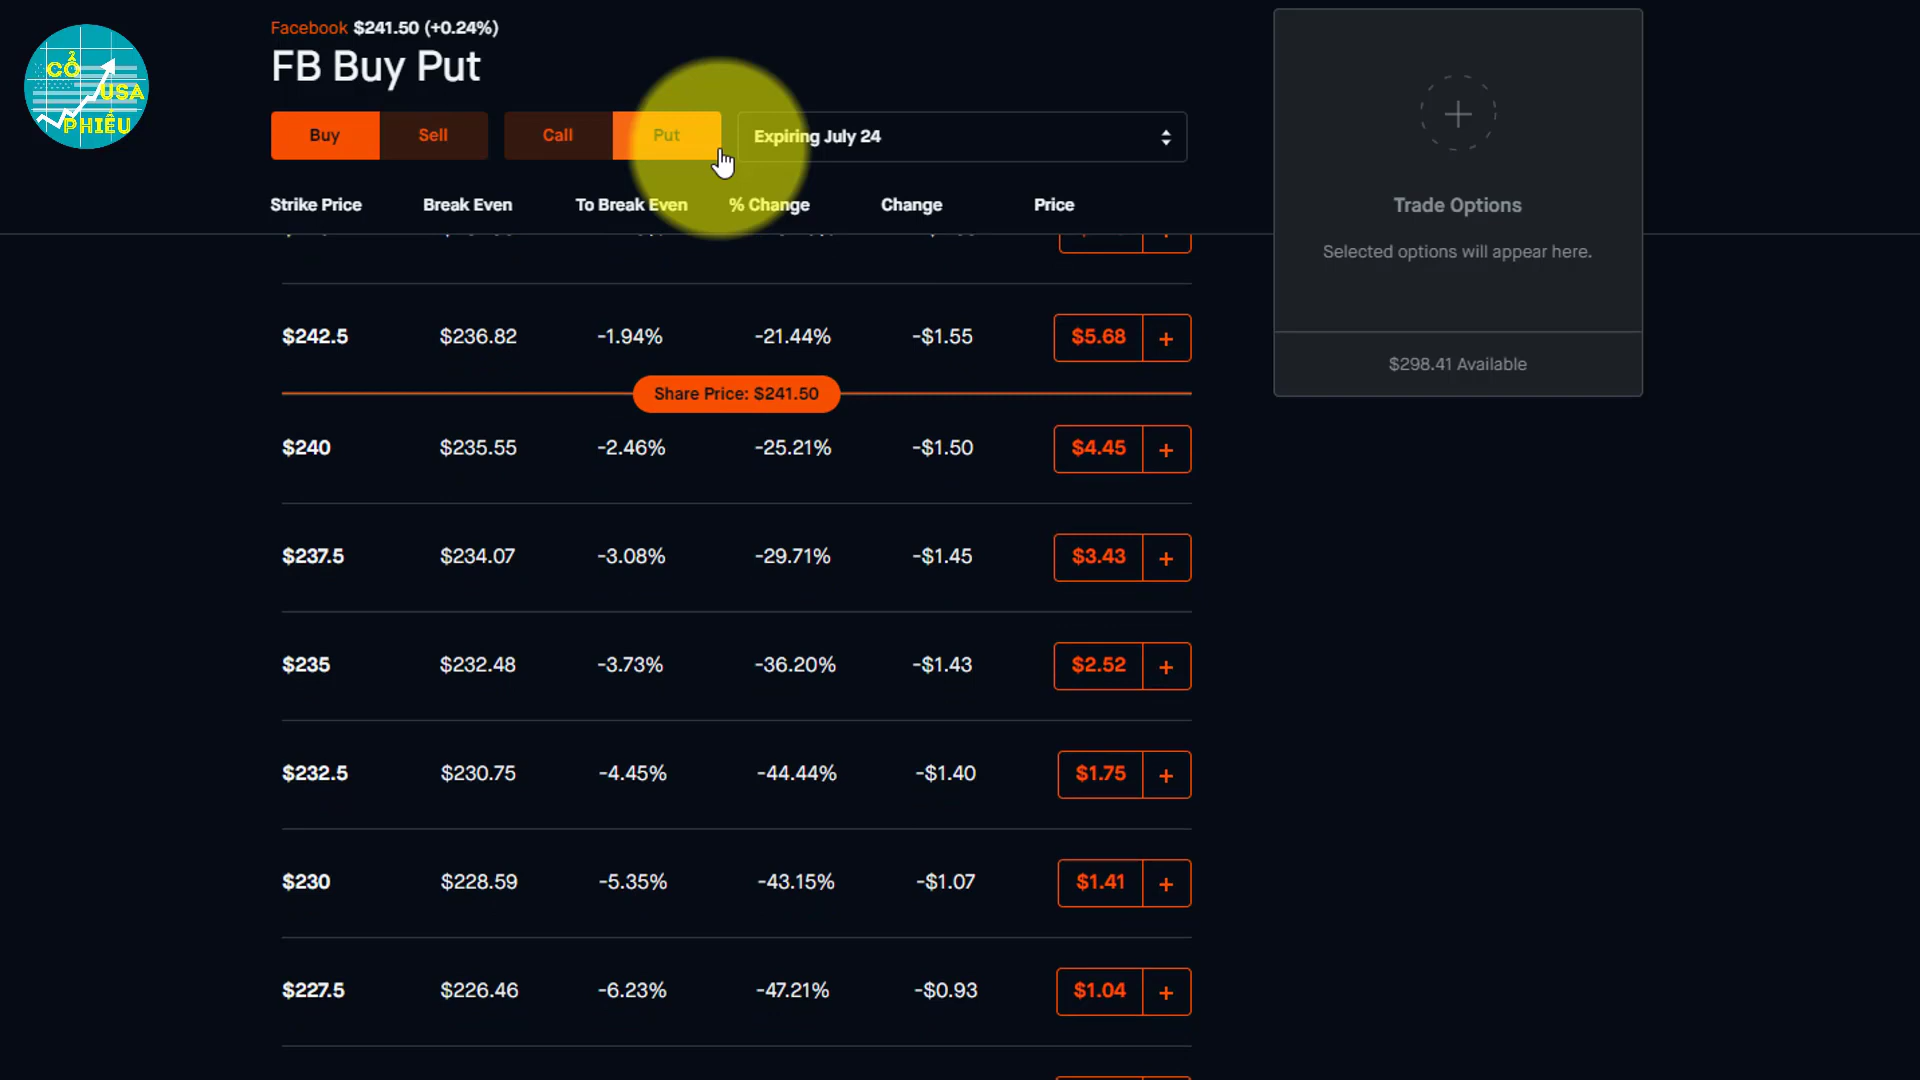 CỔ
USA
PHIẾU
Facebook $241.50 (+0.24%)
FB Buy Put
Buy Sell Call Put Expiring July 24
Strike Price Break Even To Break Even % Change Change Price
$242.5 $236.82 -1.94% -21.44% -$1.55 $5.68 +
Share Price: $241.50
$240 $235.55 -2.46% -25.21% -$1.50 $4.45 +
$237.5 $234.07 -3.08% -29.71% -$1.45 $3.43 +
$235 $232.48 -3.73% -36.20% -$1.43 $2.52 +
$232.5 $230.75 -4.45% -44.44% -$1.40 $1.75 +
$230 $228.59 -5.35% -43.15% -$1.07 $1.41 +
$227.5 $226.46 -6.23% -47.21% -$0.93 $1.04 +
Trade Options
Selected options will appear here.
$298.41 Available